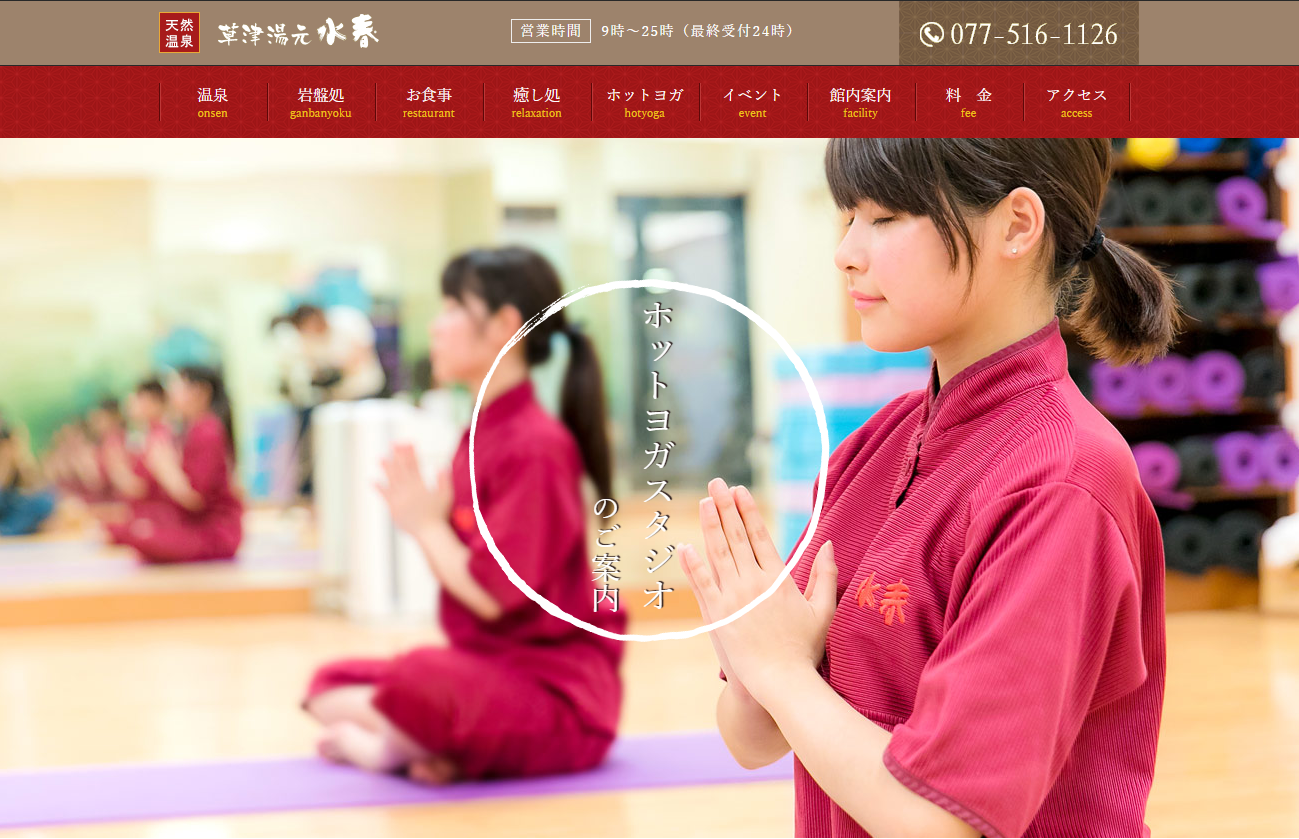 天然
温泉
草津湯元 水春
営業時間 9時～25時（最終受付24時）
077-516-1126
温泉
onsen
岩盤処
ganbanyoku
お食事
restaurant
癒し処
relaxation
ホットヨガ
hotyoga
イベント
event
館内案内
facility
料　金
fee
アクセス
access
ホットヨガスタジオ
のご案内
水春